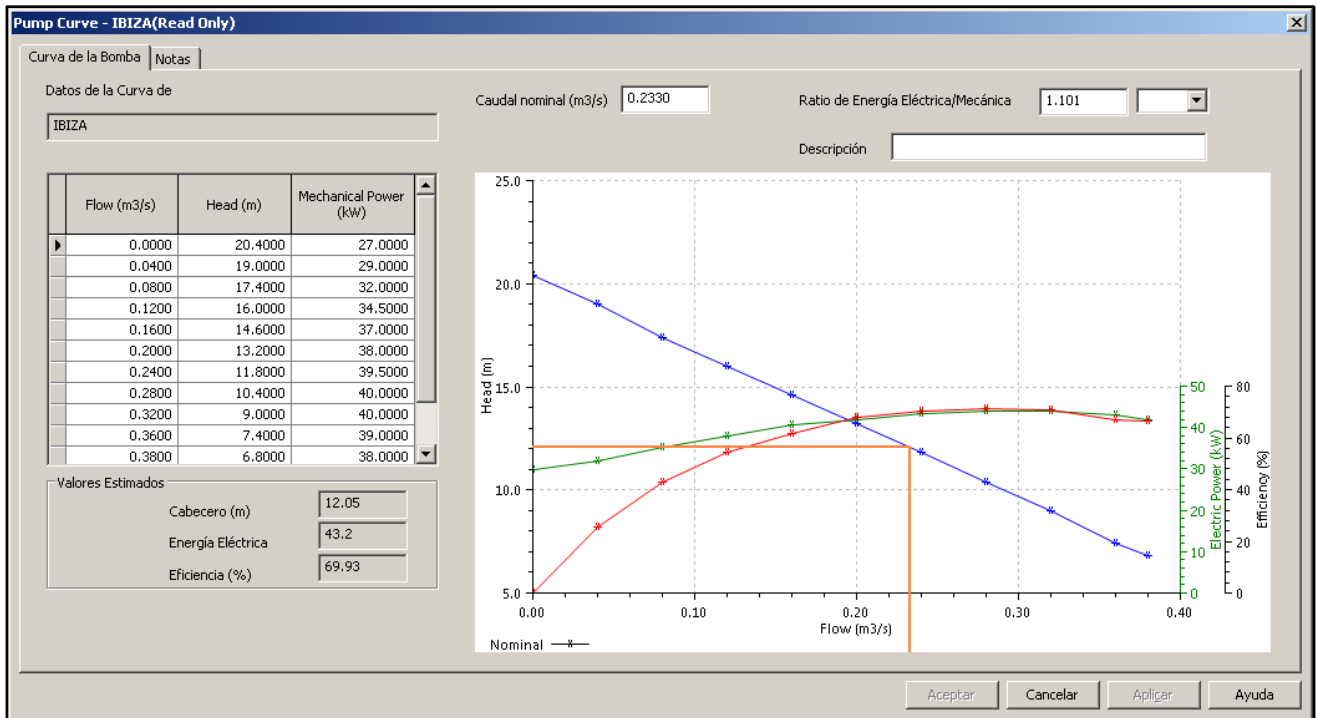 Pump Curve - IBIZA(Read Only)
Curva de la Bomba Notas
Datos de la Curva de
IBIZA
Caudal nominal (m3/s) 0.2330
Ratio de Energía Eléctrica/Mecánica 1.101
Descripción
Flow (m3/s) Head (m) Mechanical Power (kW)
0.0000 20.4000 27.0000
0.0400 19.0000 29.0000
0.0800 17.4000 32.0000
0.1200 16.0000 34.5000
0.1600 14.6000 37.0000
0.2000 13.2000 38.0000
0.2400 11.8000 39.5000
0.2800 10.4000 40.0000
0.3200 9.0000 40.0000
0.3600 7.4000 39.0000
0.3800 6.8000 38.0000
Valores Estimados
Cabecero (m) 12.05
Energía Eléctrica 43.2
Eficiencia (%) 69.93
25.0
20.0
15.0
10.0
5.0
Head (m)
0.00 0.10 0.20 0.30 0.40
Flow (m3/s)
50
40
30
20
10
0
Electric Power (kW)
80
60
40
20
0
Efficiency (%)
Nominal
Aceptar Cancelar Aplicar Ayuda